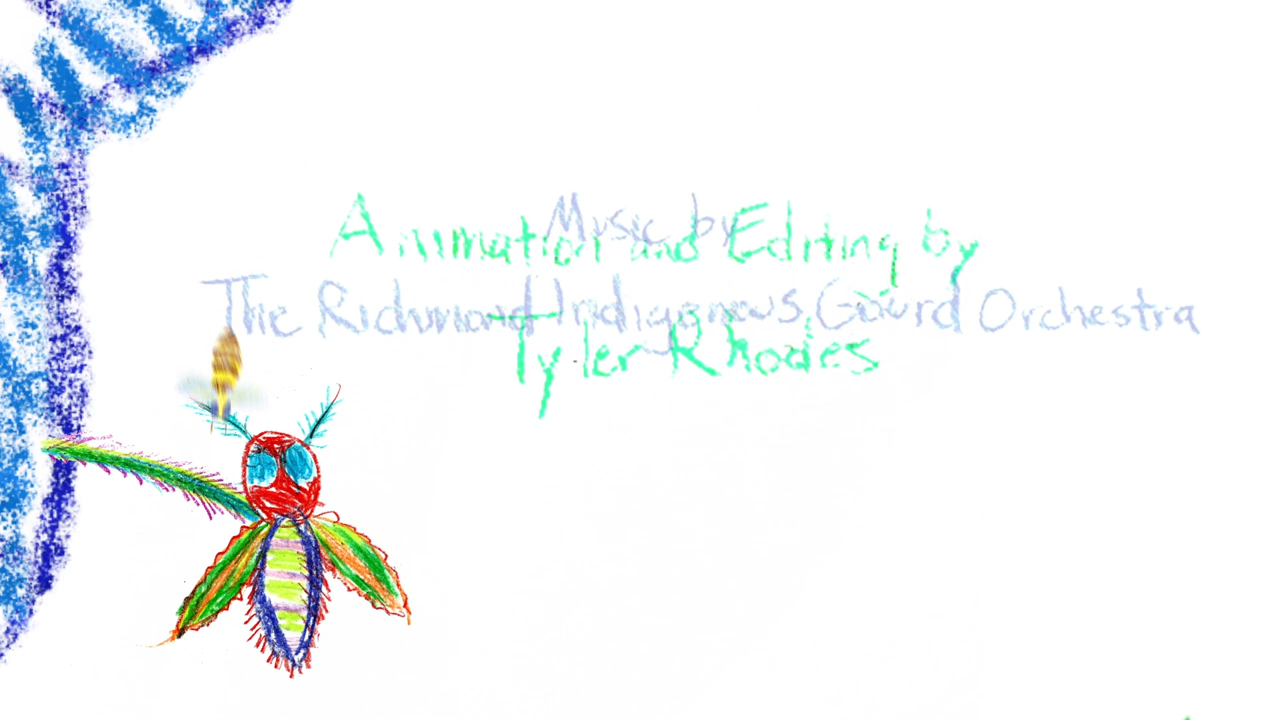 Music by
Animation and Editing by
The Richmond Indigenous Gourd Orchestra
Tyler Rhodes